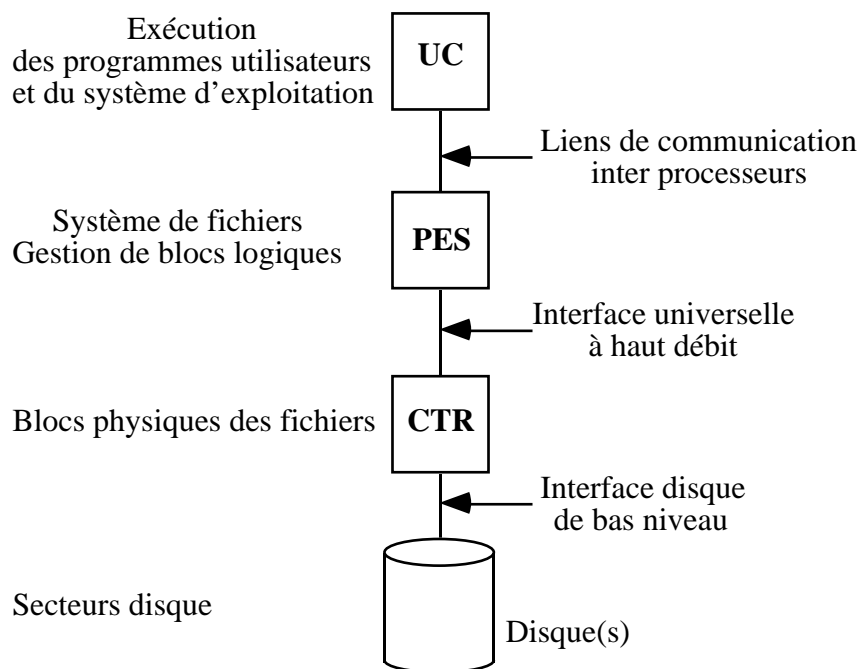 Exécution
des programmes utilisateurs
et du système d'exploitation
UC
Liens de communication
inter processeurs
Système de fichiers
Gestion de blocs logiques
PES
Interface universelle
à haut débit
Blocs physiques des fichiers
CTR
Interface disque
de bas niveau
Secteurs disque
Disque(s)